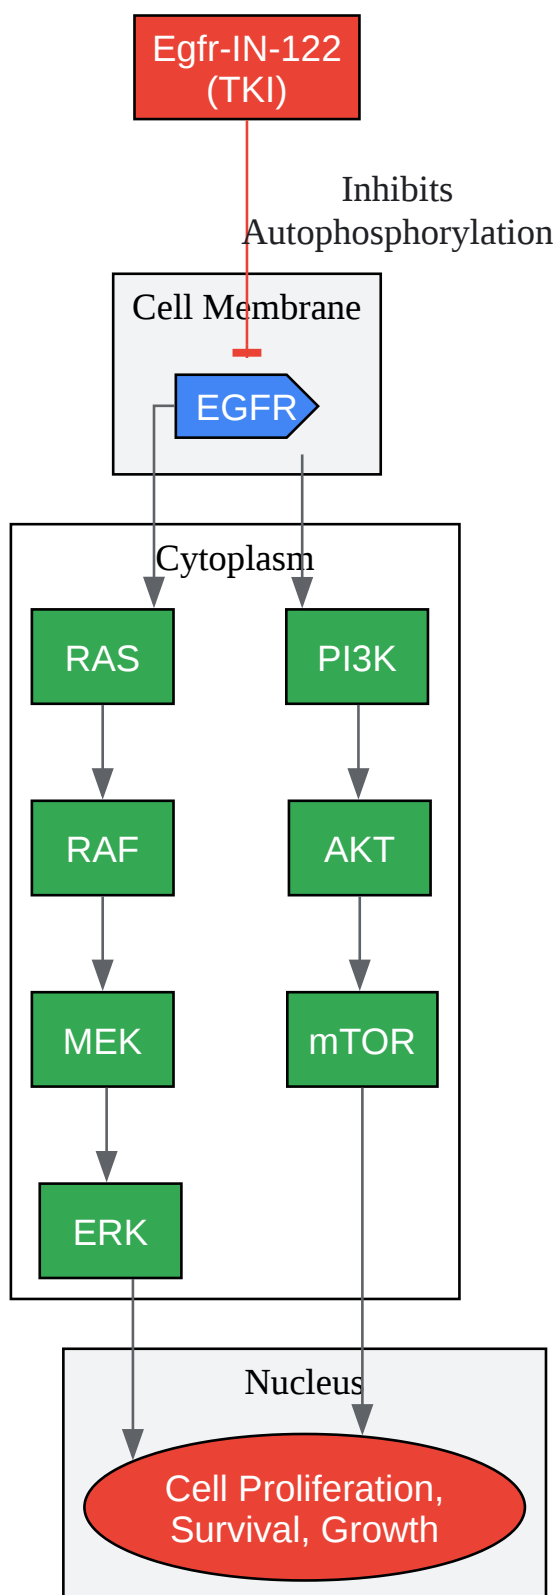 Egfr-IN-122
(TKI)
Inhibits
Autophosphorylation
Cell Membrane
EGFR
Cytoplasm
RAS
PI3K
RAF
AKT
MEK
mTOR
ERK
Nucleus
Cell Proliferation,
Survival, Growth